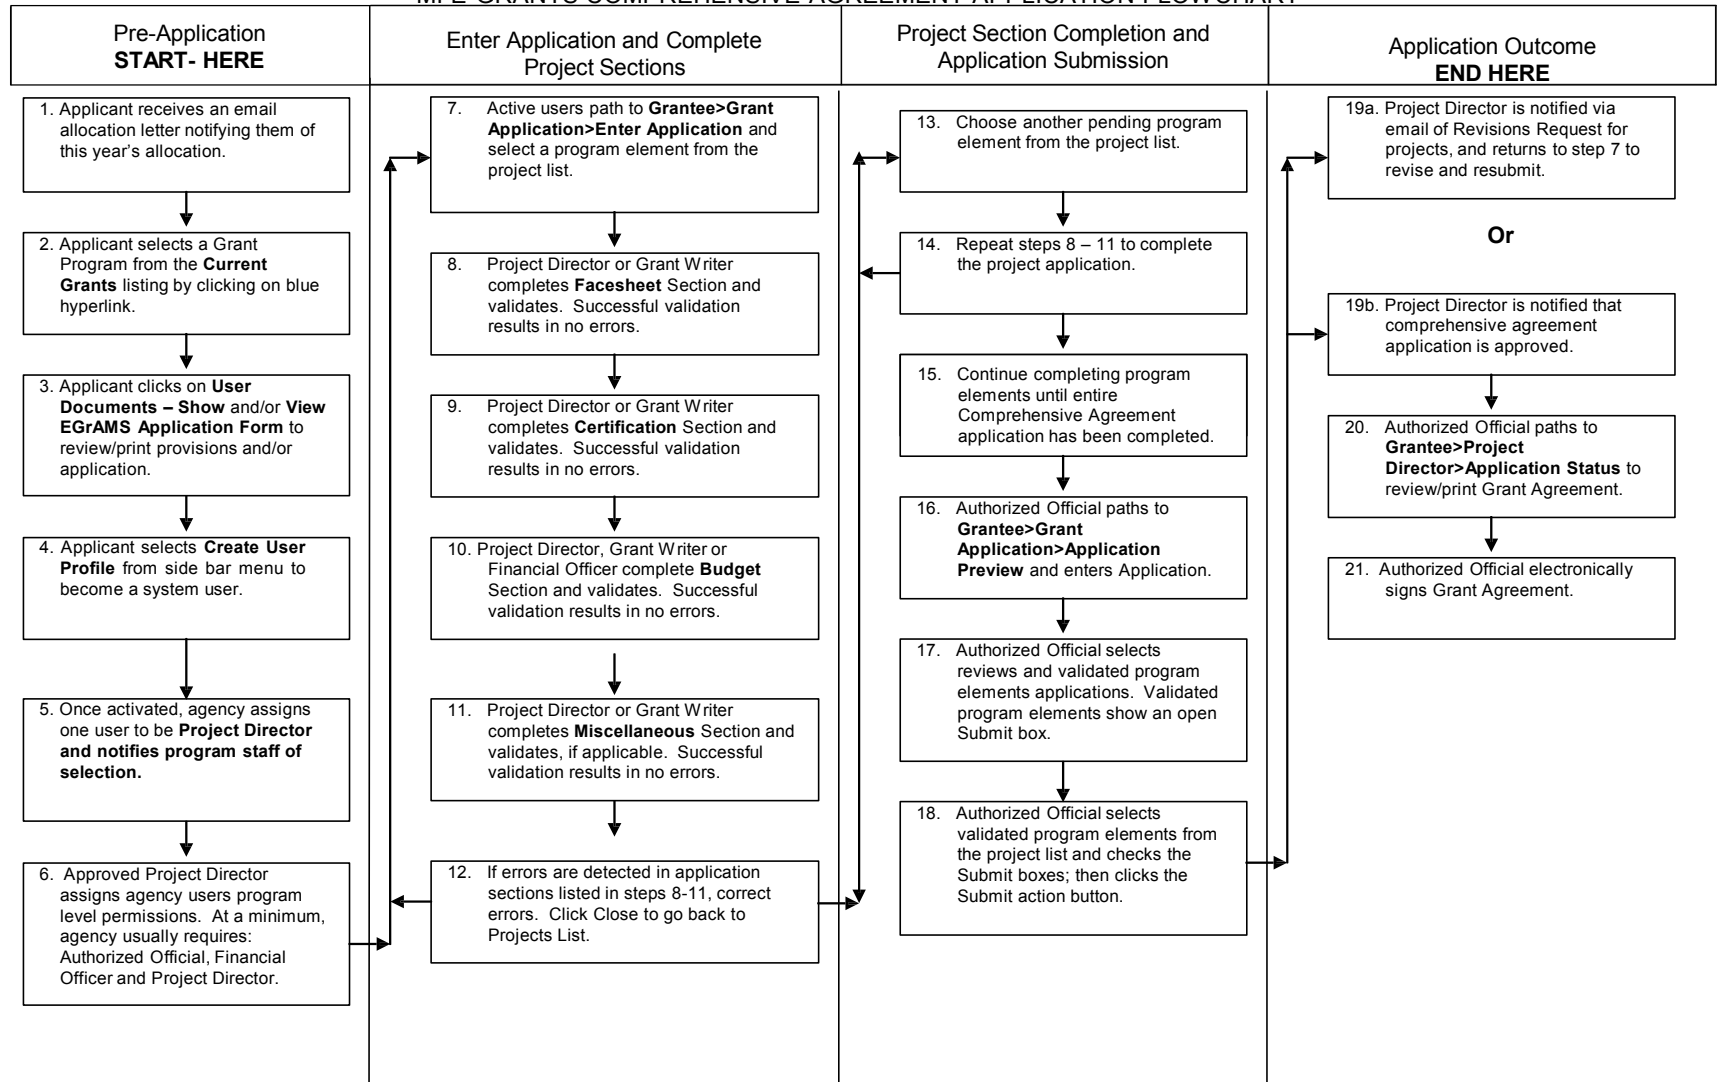 MPE-GRANTS COMPREHENSIVE AGREEMENT APPLICATION FLOWCHART
Pre-Application
START- HERE
Enter Application and Complete
Project Sections
Project Section Completion and
Application Submission
Application Outcome
END HERE
1. Applicant receives an email
allocation letter notifying them of
this year's allocation.
2. Applicant selects a Grant
Program from the Current
Grants listing by clicking on blue
hyperlink.
3. Applicant clicks on User
Documents – Show and/or View
EGrAMS Application Form to
review/print provisions and/or
application.
4. Applicant selects Create User
Profile from side bar menu to
become a system user.
5. Once activated, agency assigns
one user to be Project Director
and notifies program staff of
selection.
6. Approved Project Director
assigns agency users program
level permissions. At a minimum,
agency usually requires:
Authorized Official, Financial
Officer and Project Director.
7. Active users path to Grantee>Grant
Application>Enter Application and
select a program element from the
project list.
8. Project Director or Grant Writer
completes Facesheet Section and
validates. Successful validation
results in no errors.
9. Project Director or Grant Writer
completes Certification Section and
validates. Successful validation
results in no errors.
10. Project Director, Grant Writer or
Financial Officer complete Budget
Section and validates. Successful
validation results in no errors.
11. Project Director or Grant Writer
completes Miscellaneous Section and
validates, if applicable. Successful
validation results in no errors.
12. If errors are detected in application
sections listed in steps 8-11, correct
errors. Click Close to go back to
Projects List.
13. Choose another pending program
element from the project list.
14. Repeat steps 8 – 11 to complete
the project application.
15. Continue completing program
elements until entire
Comprehensive Agreement
application has been completed.
16. Authorized Official paths to
Grantee>Grant
Application>Application
Preview and enters Application.
17. Authorized Official selects
reviews and validated program
elements applications. Validated
program elements show an open
Submit box.
18. Authorized Official selects
validated program elements from
the project list and checks the
Submit boxes; then clicks the
Submit action button.
19a. Project Director is notified via
email of Revisions Request for
projects, and returns to step 7 to
revise and resubmit.
Or
19b. Project Director is notified that
comprehensive agreement
application is approved.
20. Authorized Official paths to
Grantee>Project
Director>Application Status to
review/print Grant Agreement.
21. Authorized Official electronically
signs Grant Agreement.